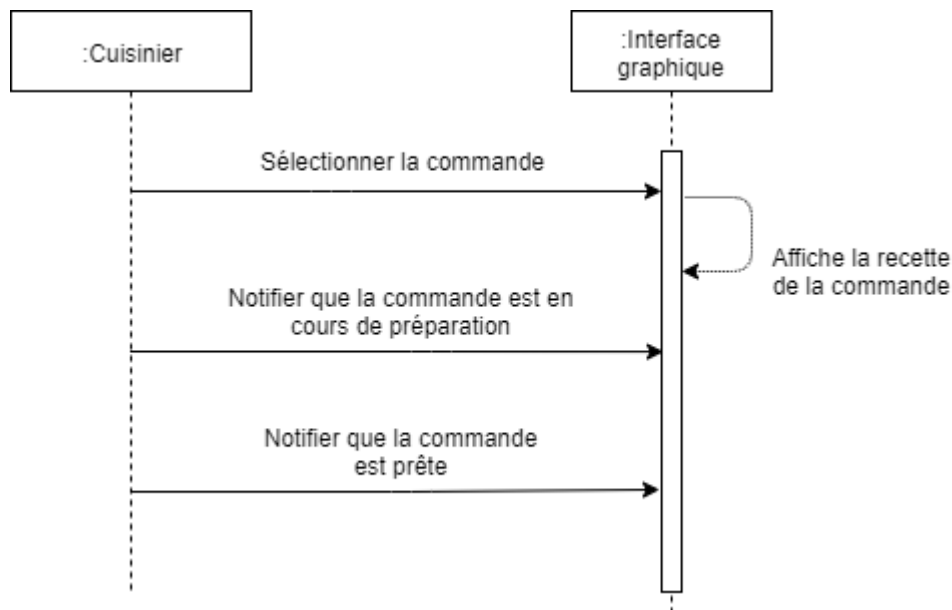 :Cuisinier
:Interface
graphique
Sélectionner la commande
Affiche la recette
de la commande
Notifier que la commande est en
cours de préparation
Notifier que la commande
est prête